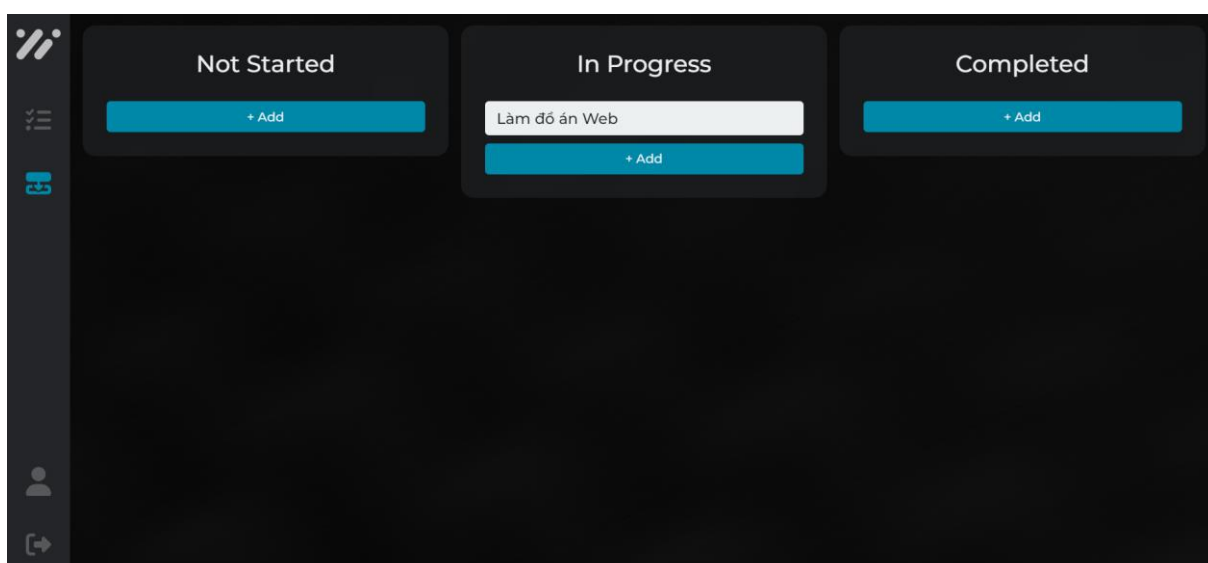 Not Started
+ Add
In Progress
Làm đồ án Web
+ Add
Completed
+ Add